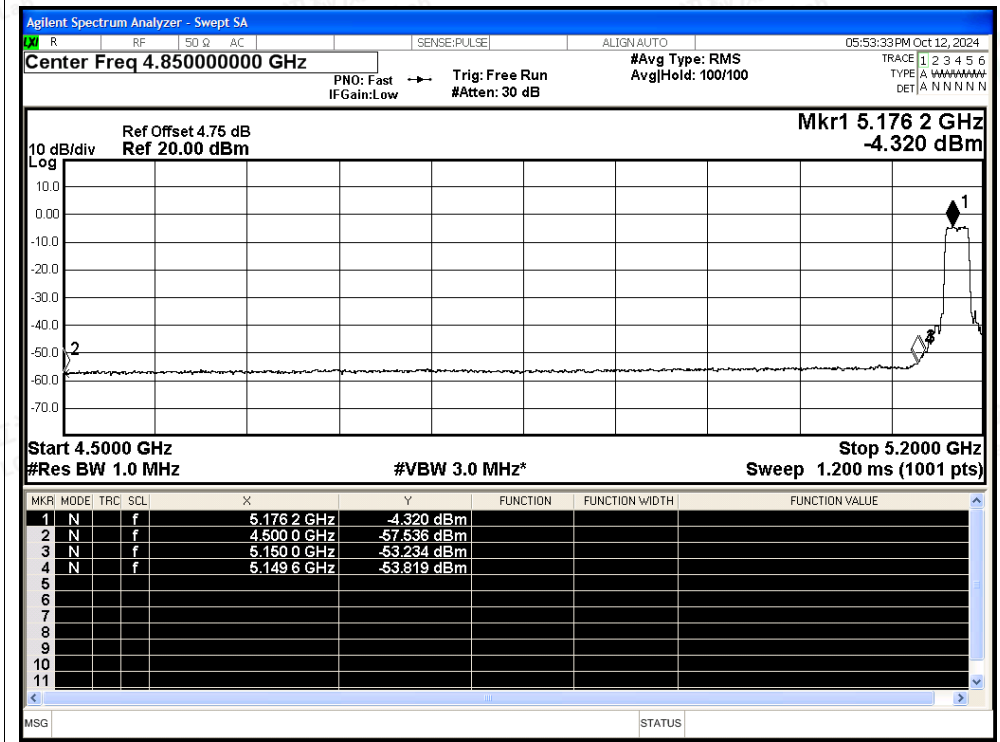 Agilent Spectrum Analyzer - Swept SA
LXI R RF 50 Ω AC SENSE:PULSE ALIGN AUTO 05:53:33 PM Oct 12, 2024
Center Freq 4.850000000 GHz #Avg Type: RMS TRACE 1 2 3 4 5 6
PNO: Fast Trig: Free Run Avg|Hold: 100/100 TYPE A WWWWW
IFGain:Low #Atten: 30 dB DET A N N N N N
Mkr1 5.176 2 GHz
Ref Offset 4.75 dB
10 dB/div Ref 20.00 dBm -4.320 dBm
Log
10.0
1
0.00
-10.0
-20.0
-30.0
-40.0
-50.0 2
-60.0
-70.0
Start 4.5000 GHz Stop 5.2000 GHz
#Res BW 1.0 MHz #VBW 3.0 MHz* Sweep 1.200 ms (1001 pts)
MKR MODE TRC SCL X Y FUNCTION FUNCTION WIDTH FUNCTION VALUE
1 N f 5.176 2 GHz -4.320 dBm
2 N f 4.500 0 GHz -57.536 dBm
3 N f 5.150 0 GHz -53.234 dBm
4 N f 5.149 6 GHz -53.819 dBm
5
6
7
8
9
10
11
MSG STATUS